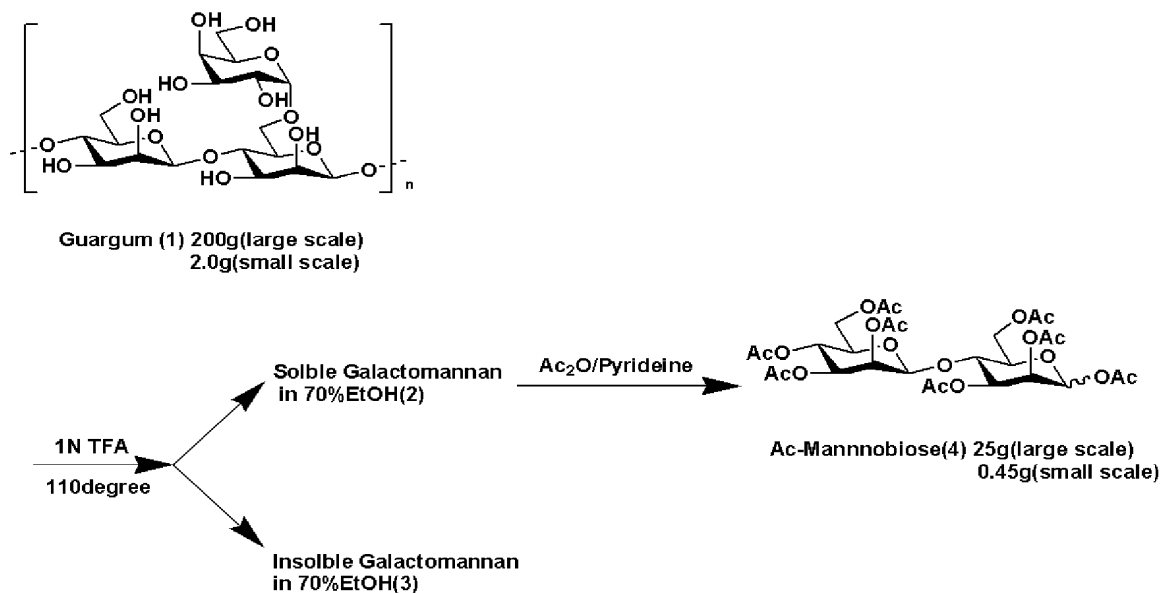 OH OH
O
HO
OH
OH
OH
O
O
OH
O
O
O
HO
O
O
HO
n
Guargum (1) 200g(large scale)
2.0g(small scale)
1N TFA
110degree
Solble Galactomannan
in 70%EtOH(2)
Insolble Galactomannan
in 70%EtOH(3)
Ac2O/Pyrideine
OAc
OAc
OAc
OAc
AcO
O
O
AcO
O
AcO
OAc
Ac-Mannnobiose(4) 25g(large scale)
0.45g(small scale)